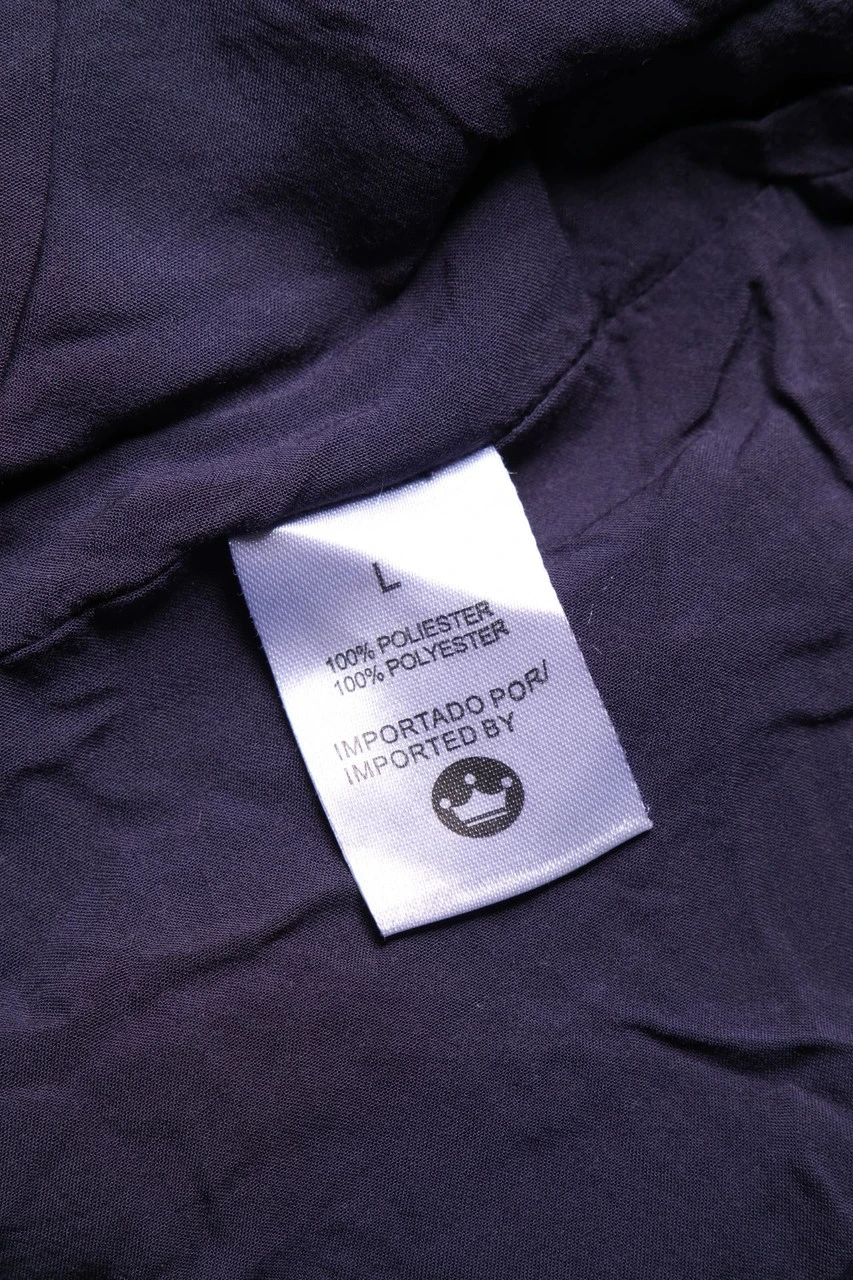 L
100% POLIESTER
100% POLYESTER
IMPORTADO POR/
IMPORTED BY